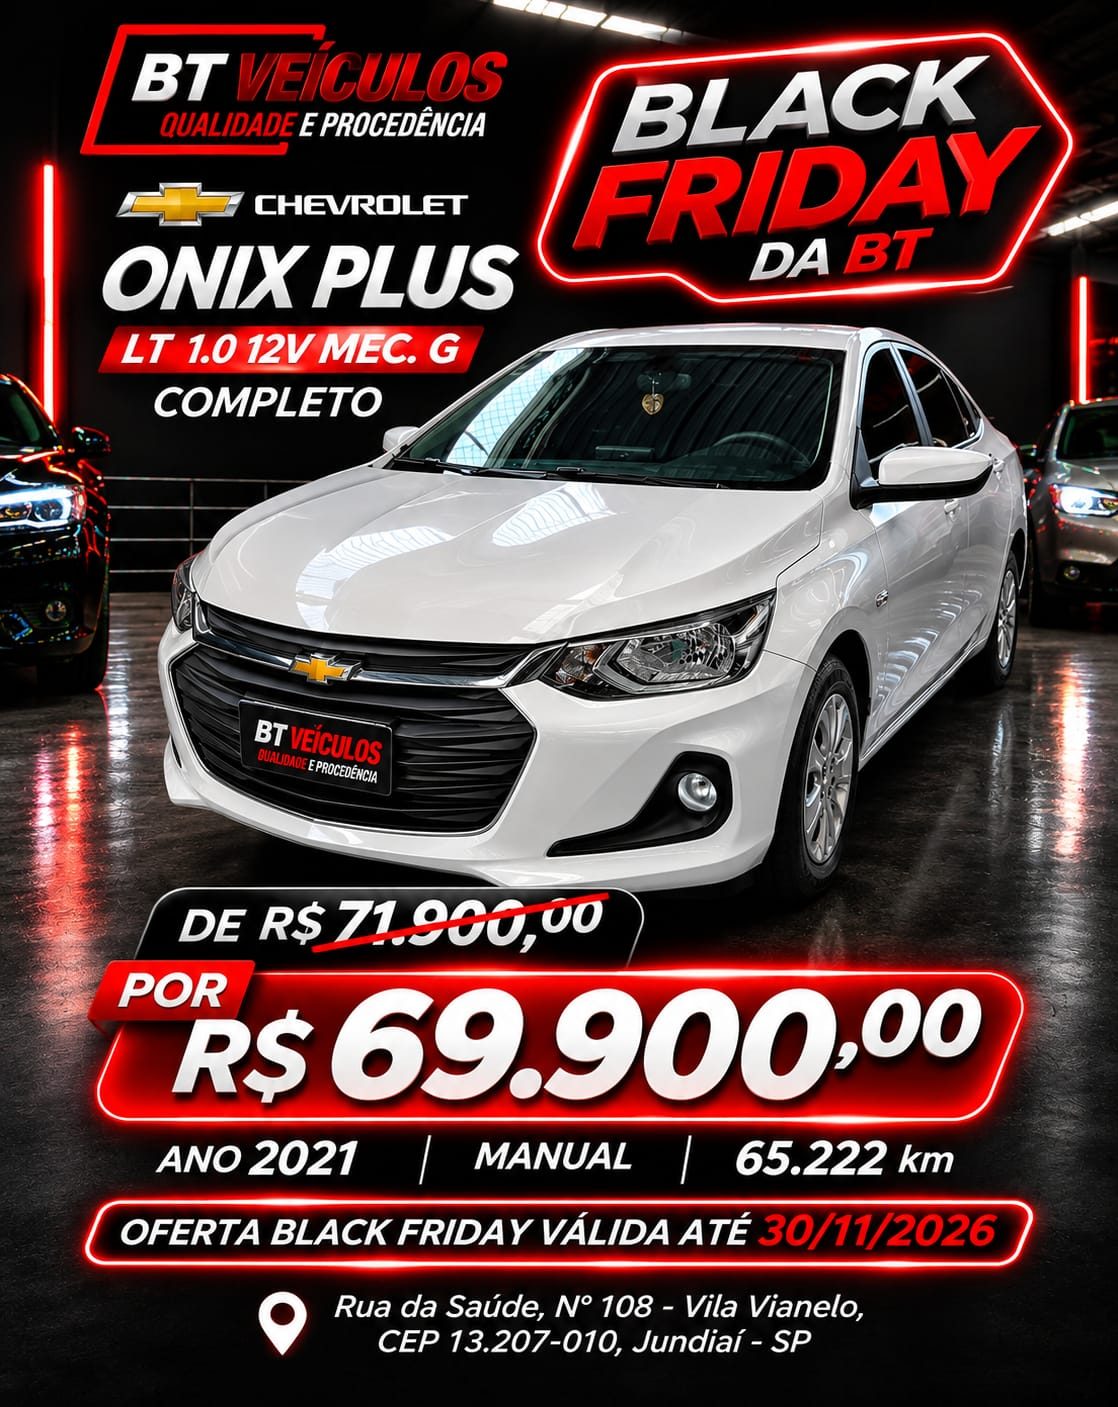 BT VEÍCULOS
QUALIDADE E PROCEDÊNCIA
BLACK
FRIDAY
DA BT
CHEVROLET
ONIX PLUS
LT 1.0 12V MEC. G
COMPLETO
BT VEÍCULOS
QUALIDADE E PROCEDÊNCIA
DE R$ 71.900,00
POR
R$ 69.900,00
ANO 2021 | MANUAL | 65.222 km
OFERTA BLACK FRIDAY VÁLIDA ATÉ 30/11/2026
Rua da Saúde, Nº 108 - Vila Vianelo,
CEP 13.207-010, Jundiaí - SP